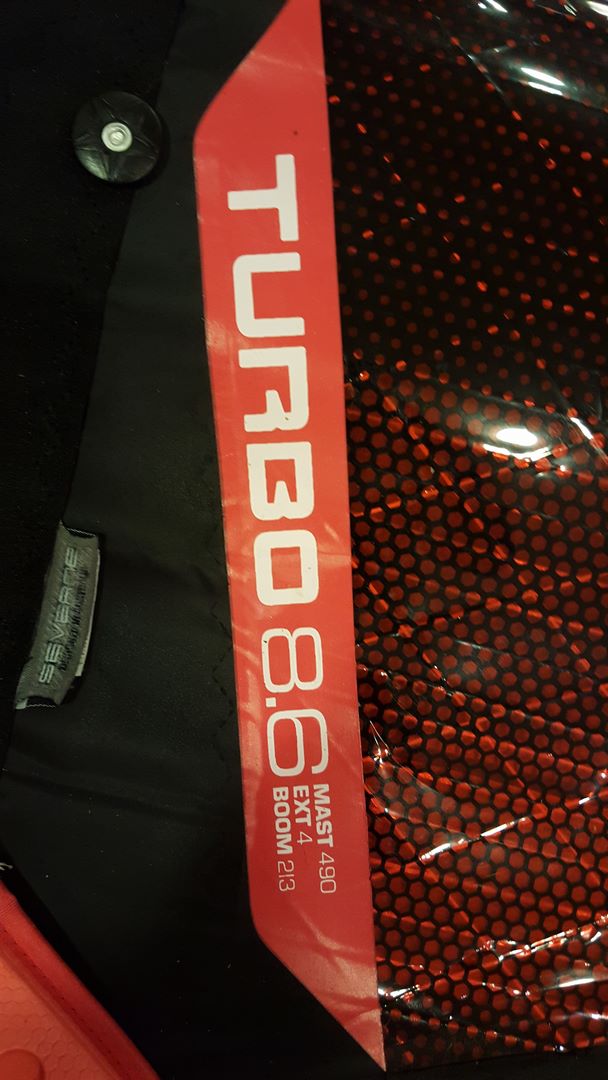 TURBO 8.6
MAST 490
EXT 4
BOOM 213
SEVERNE